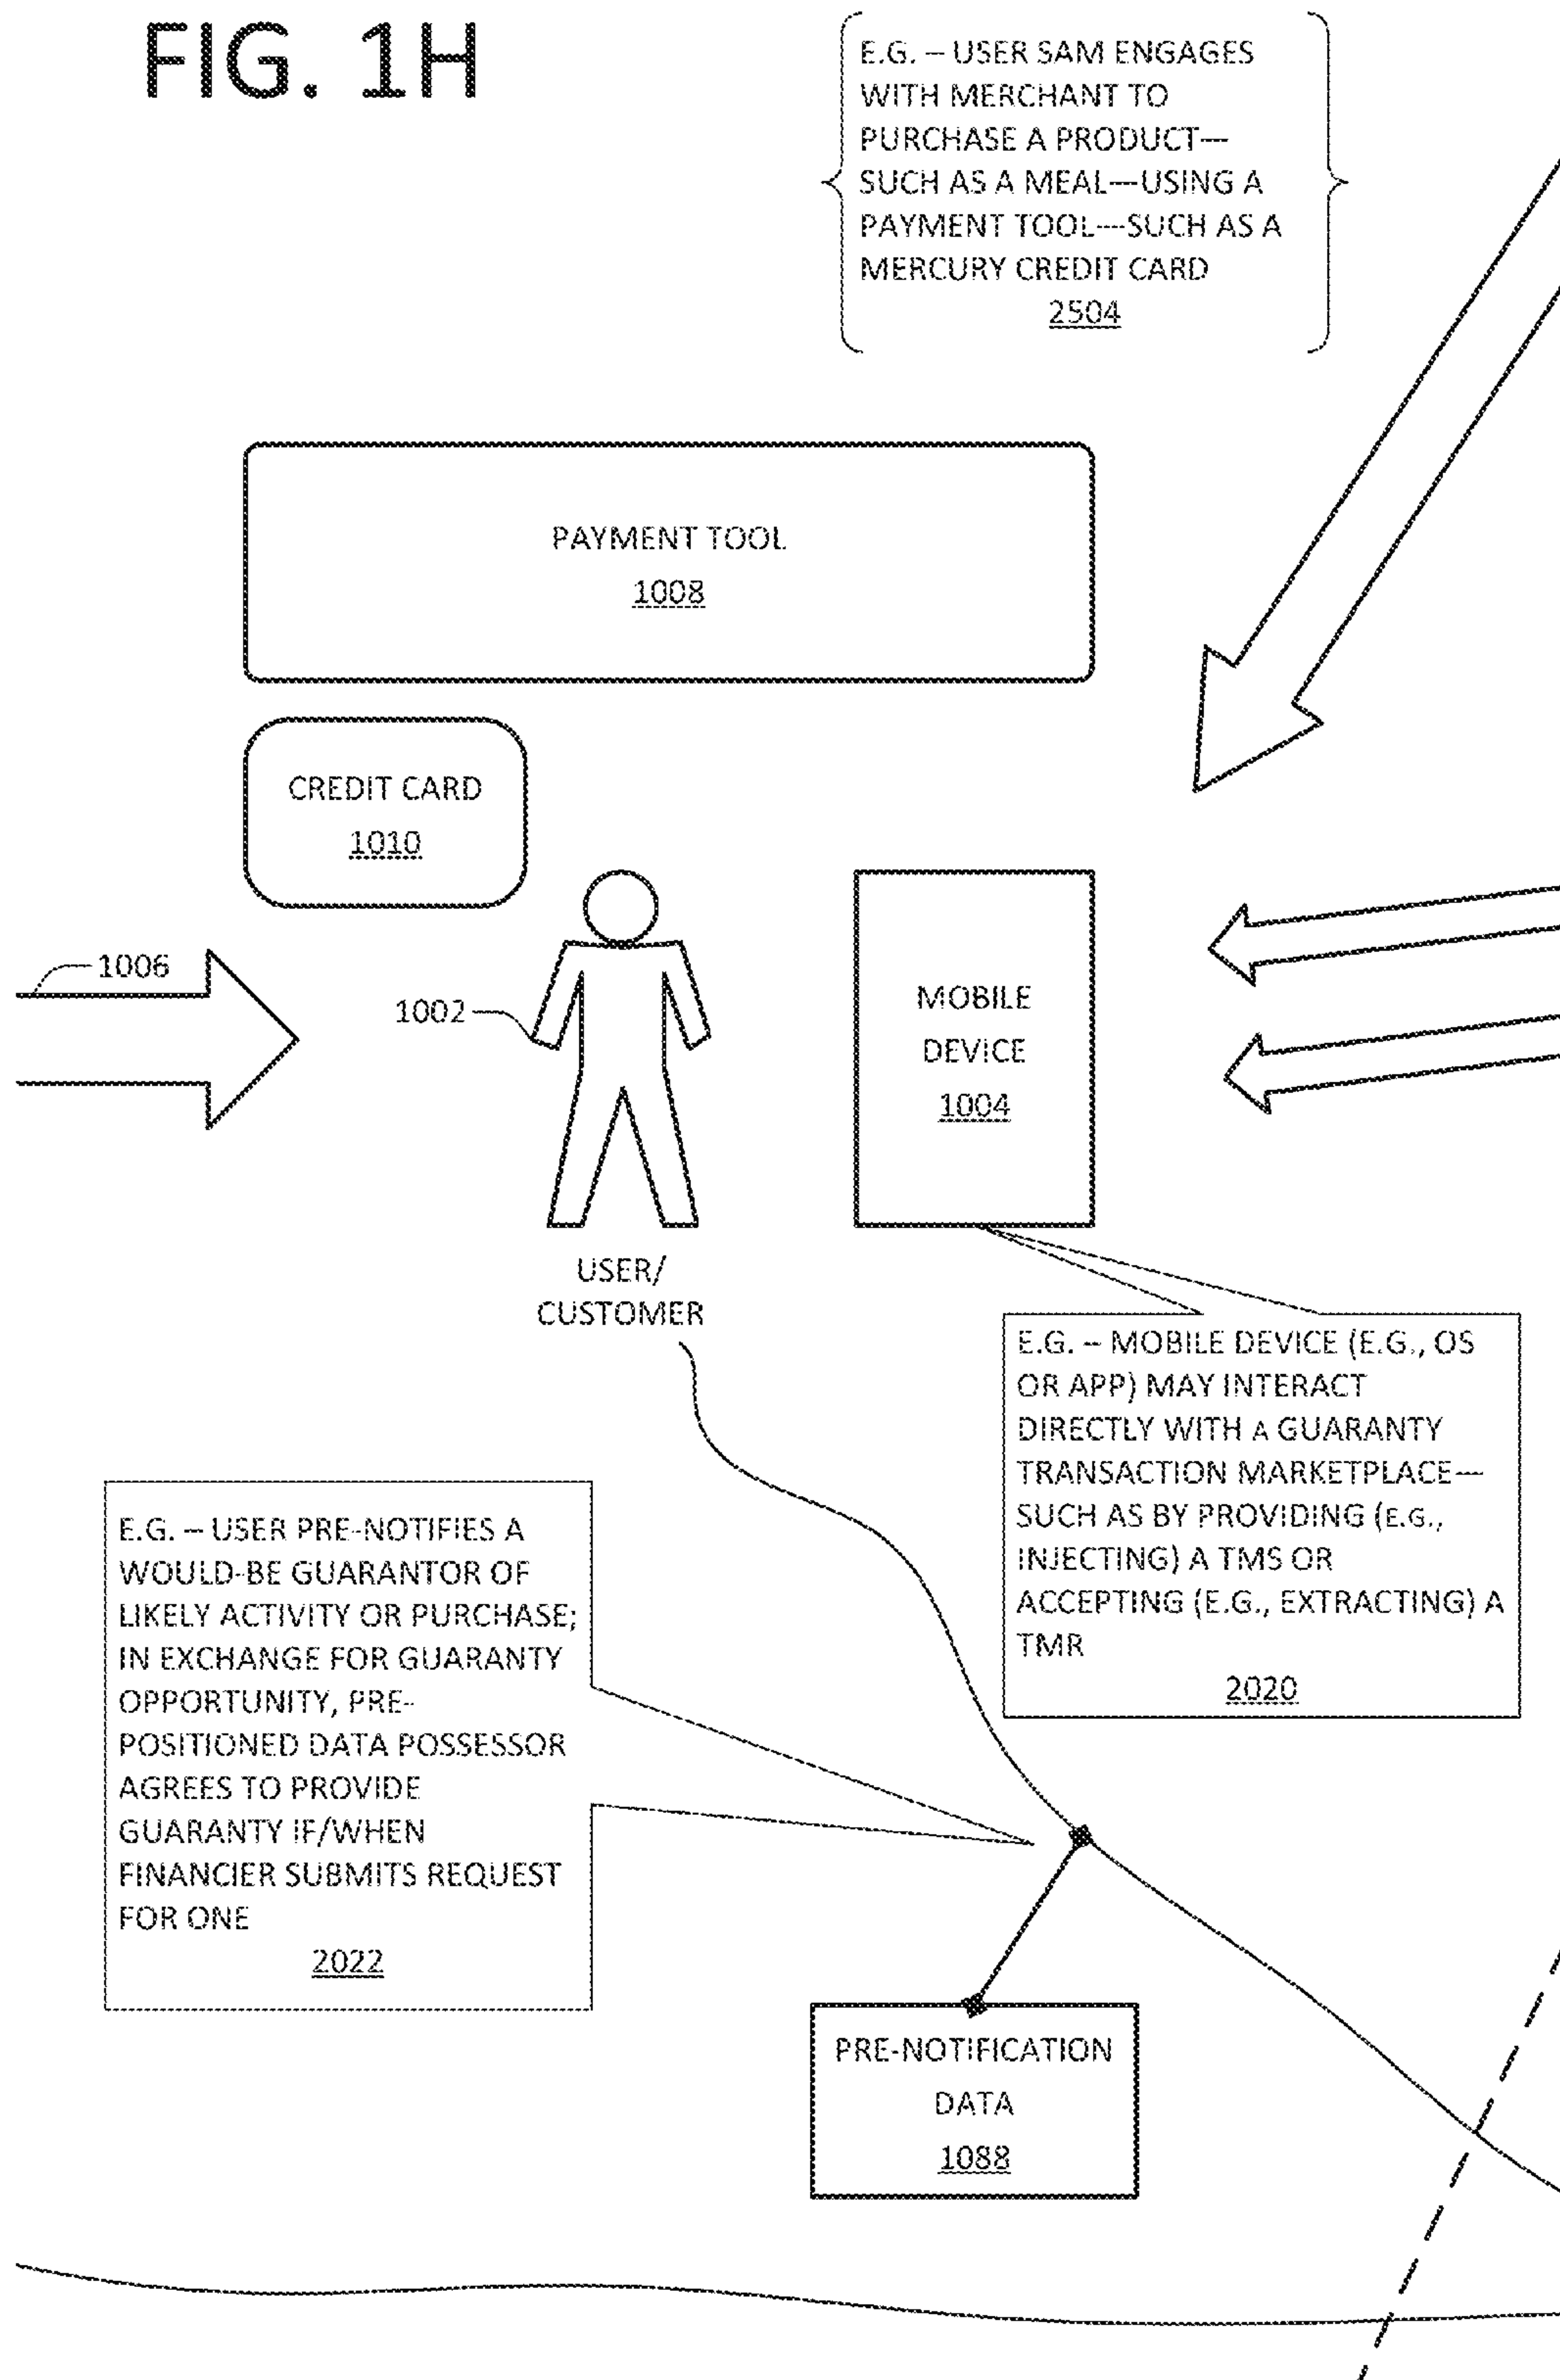 FIG. 1H
E.G. – USER SAM ENGAGES
WITH MERCHANT TO
PURCHASE A PRODUCT—
SUCH AS A MEAL—USING A
PAYMENT TOOL—SUCH AS A
MERCURY CREDIT CARD
2504
PAYMENT TOOL
1008
CREDIT CARD
1010
1006
1002
MOBILE
DEVICE
1004
USER/
CUSTOMER
E.G. – MOBILE DEVICE (E.G., OS
OR APP) MAY INTERACT
DIRECTLY WITH A GUARANTY
TRANSACTION MARKETPLACE—
SUCH AS BY PROVIDING (E.G.,
INJECTING) A TMS OR
ACCEPTING (E.G., EXTRACTING) A
TMR
2020
E.G. – USER PRE-NOTIFIES A
WOULD-BE GUARANTOR OF
LIKELY ACTIVITY OR PURCHASE;
IN EXCHANGE FOR GUARANTY
OPPORTUNITY, PRE-
POSITIONED DATA POSSESSOR
AGREES TO PROVIDE
GUARANTY IF/WHEN
FINANCIER SUBMITS REQUEST
FOR ONE
2022
PRE-NOTIFICATION
DATA
1088